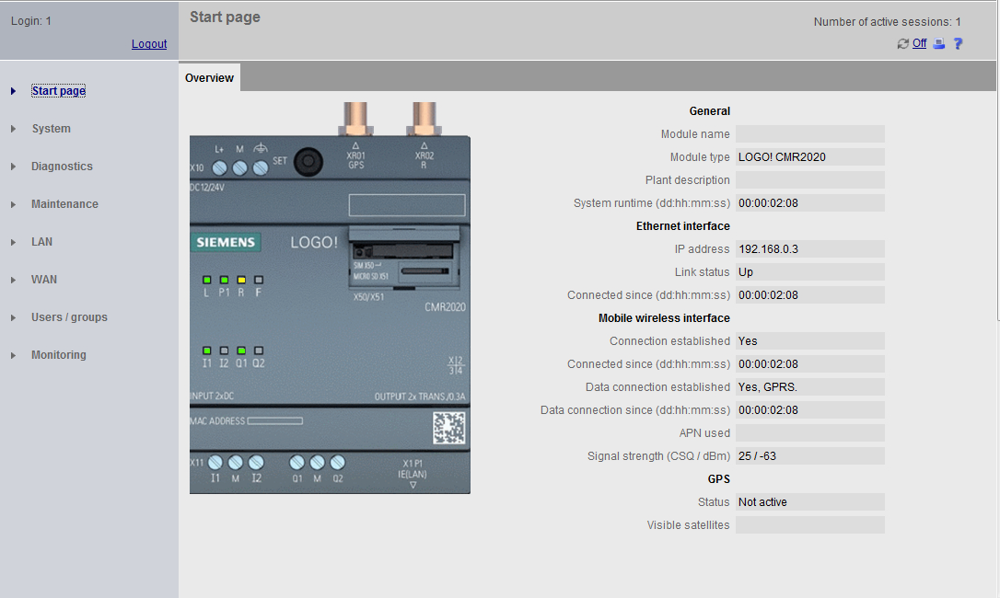 Login: 1
Logout
Start page
Number of active sessions: 1
Off
?
Start page
System
Diagnostics
Maintenance
LAN
WAN
Users / groups
Monitoring
Overview
L+ M
X10
SET
XR01
GPS
XR02
R
DC12/24V
SIEMENS
LOGO!
SIM X50
MICRO SD X51
X50/X51
CMR2020
L P1 R F
I1 I2 Q1 Q2
X 2
3 4
INPUT 2xDC
OUTPUT 2x TRANS./0.3A
MAC ADDRESS
X11
I1 M I2 Q1 M Q2
X1P1
IE(LAN)
General
Module name
Module type LOGO! CMR2020
Plant description
System runtime (dd:hh:mm:ss) 00:00:02:08
Ethernet interface
IP address 192.168.0.3
Link status Up
Connected since (dd:hh:mm:ss) 00:00:02:08
Mobile wireless interface
Connection established Yes
Connected since (dd:hh:mm:ss) 00:00:02:08
Data connection established Yes, GPRS.
Data connection since (dd:hh:mm:ss) 00:00:02:08
APN used
Signal strength (CSQ / dBm) 25 / -63
GPS
Status Not active
Visible satellites